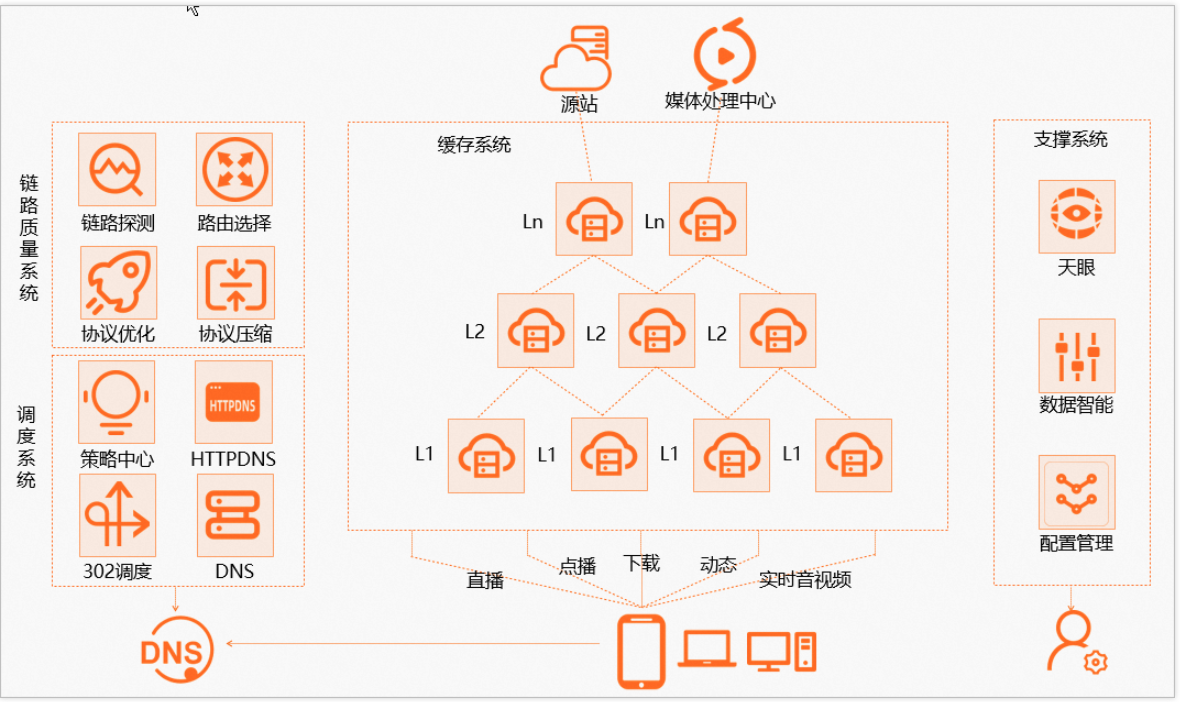 源站
媒体处理中心
链路质量系统
链路探测
路由选择
协议优化
协议压缩
调度系统
策略中心
HTTPDNS
HTTPDNS
302调度
DNS
DNS
缓存系统
Ln
Ln
L2
L2
L2
L1
L1
L1
L1
直播
点播
下载
动态
实时音视频
支撑系统
天眼
数据智能
配置管理